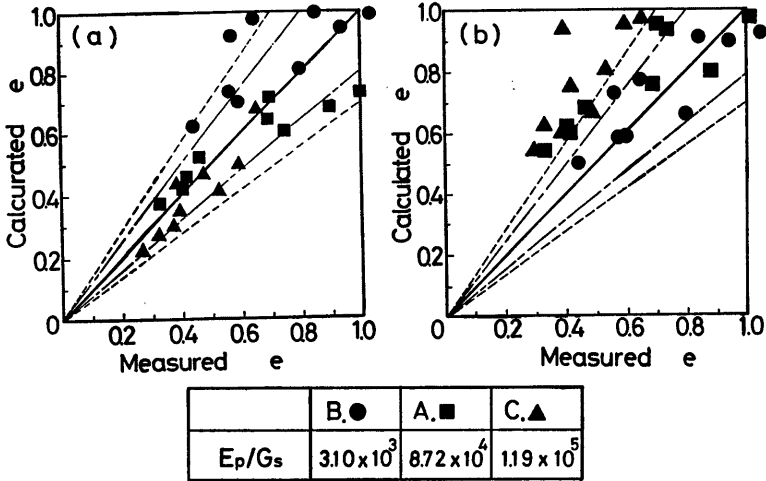 (a)
1.0
0.8
0.6
0.4
0.2
0.2 0.4 0.6 0.8 1.0
Calcurated e
Measured e
(b)
1.0
0.8
0.6
0.4
0.2
0 0.2 0.4 0.6 0.8 1.0
Calculated e
Measured e
B.● A.■ C.▲
Ep/Gs 3.10 x 10³ 8.72 x 10⁴ 1.19 x 10⁵